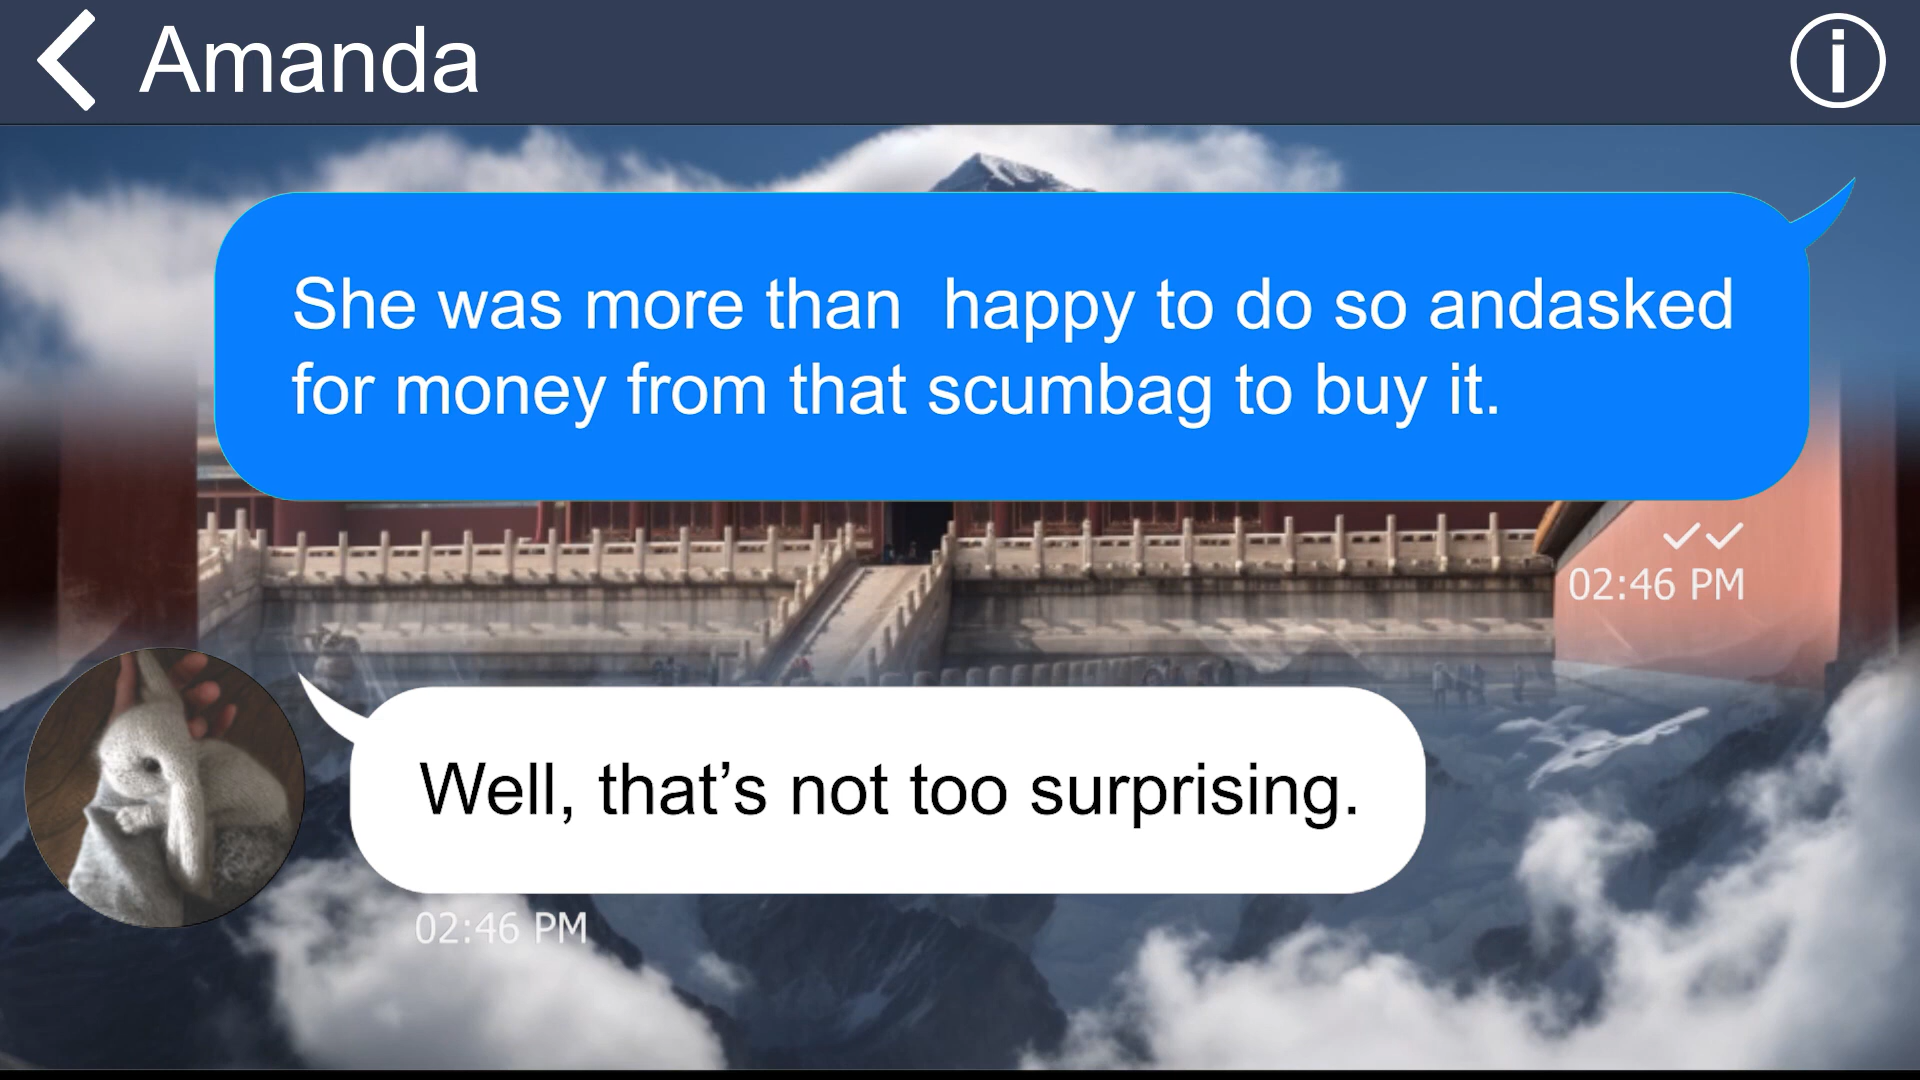 Amanda
She was more than  happy to do so andasked
for money from that scumbag to buy it.
02:46 PM
Well, that’s not too surprising.
02:46 PM